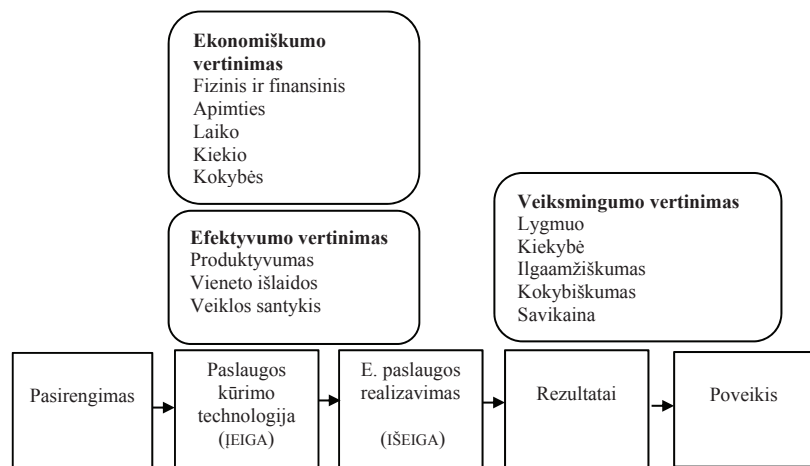 Ekonomiškumo
vertinimas
Fizinis ir finansinis
Apimties
Laiko
Kiekio
Kokybės
Veiksmingumo vertinimas
Lygmuo
Kiekybė
Ilgaamžiškumas
Kokybiškumas
Savikaina
Efektyvumo vertinimas
Produktyvumas
Vieneto išlaidos
Veiklos santykis
Pasirengimas
Paslaugos
kūrimo
technologija
(ĮEIGA)
E. paslaugos
realizavimas
(IŠEIGA)
Rezultatai
Poveikis